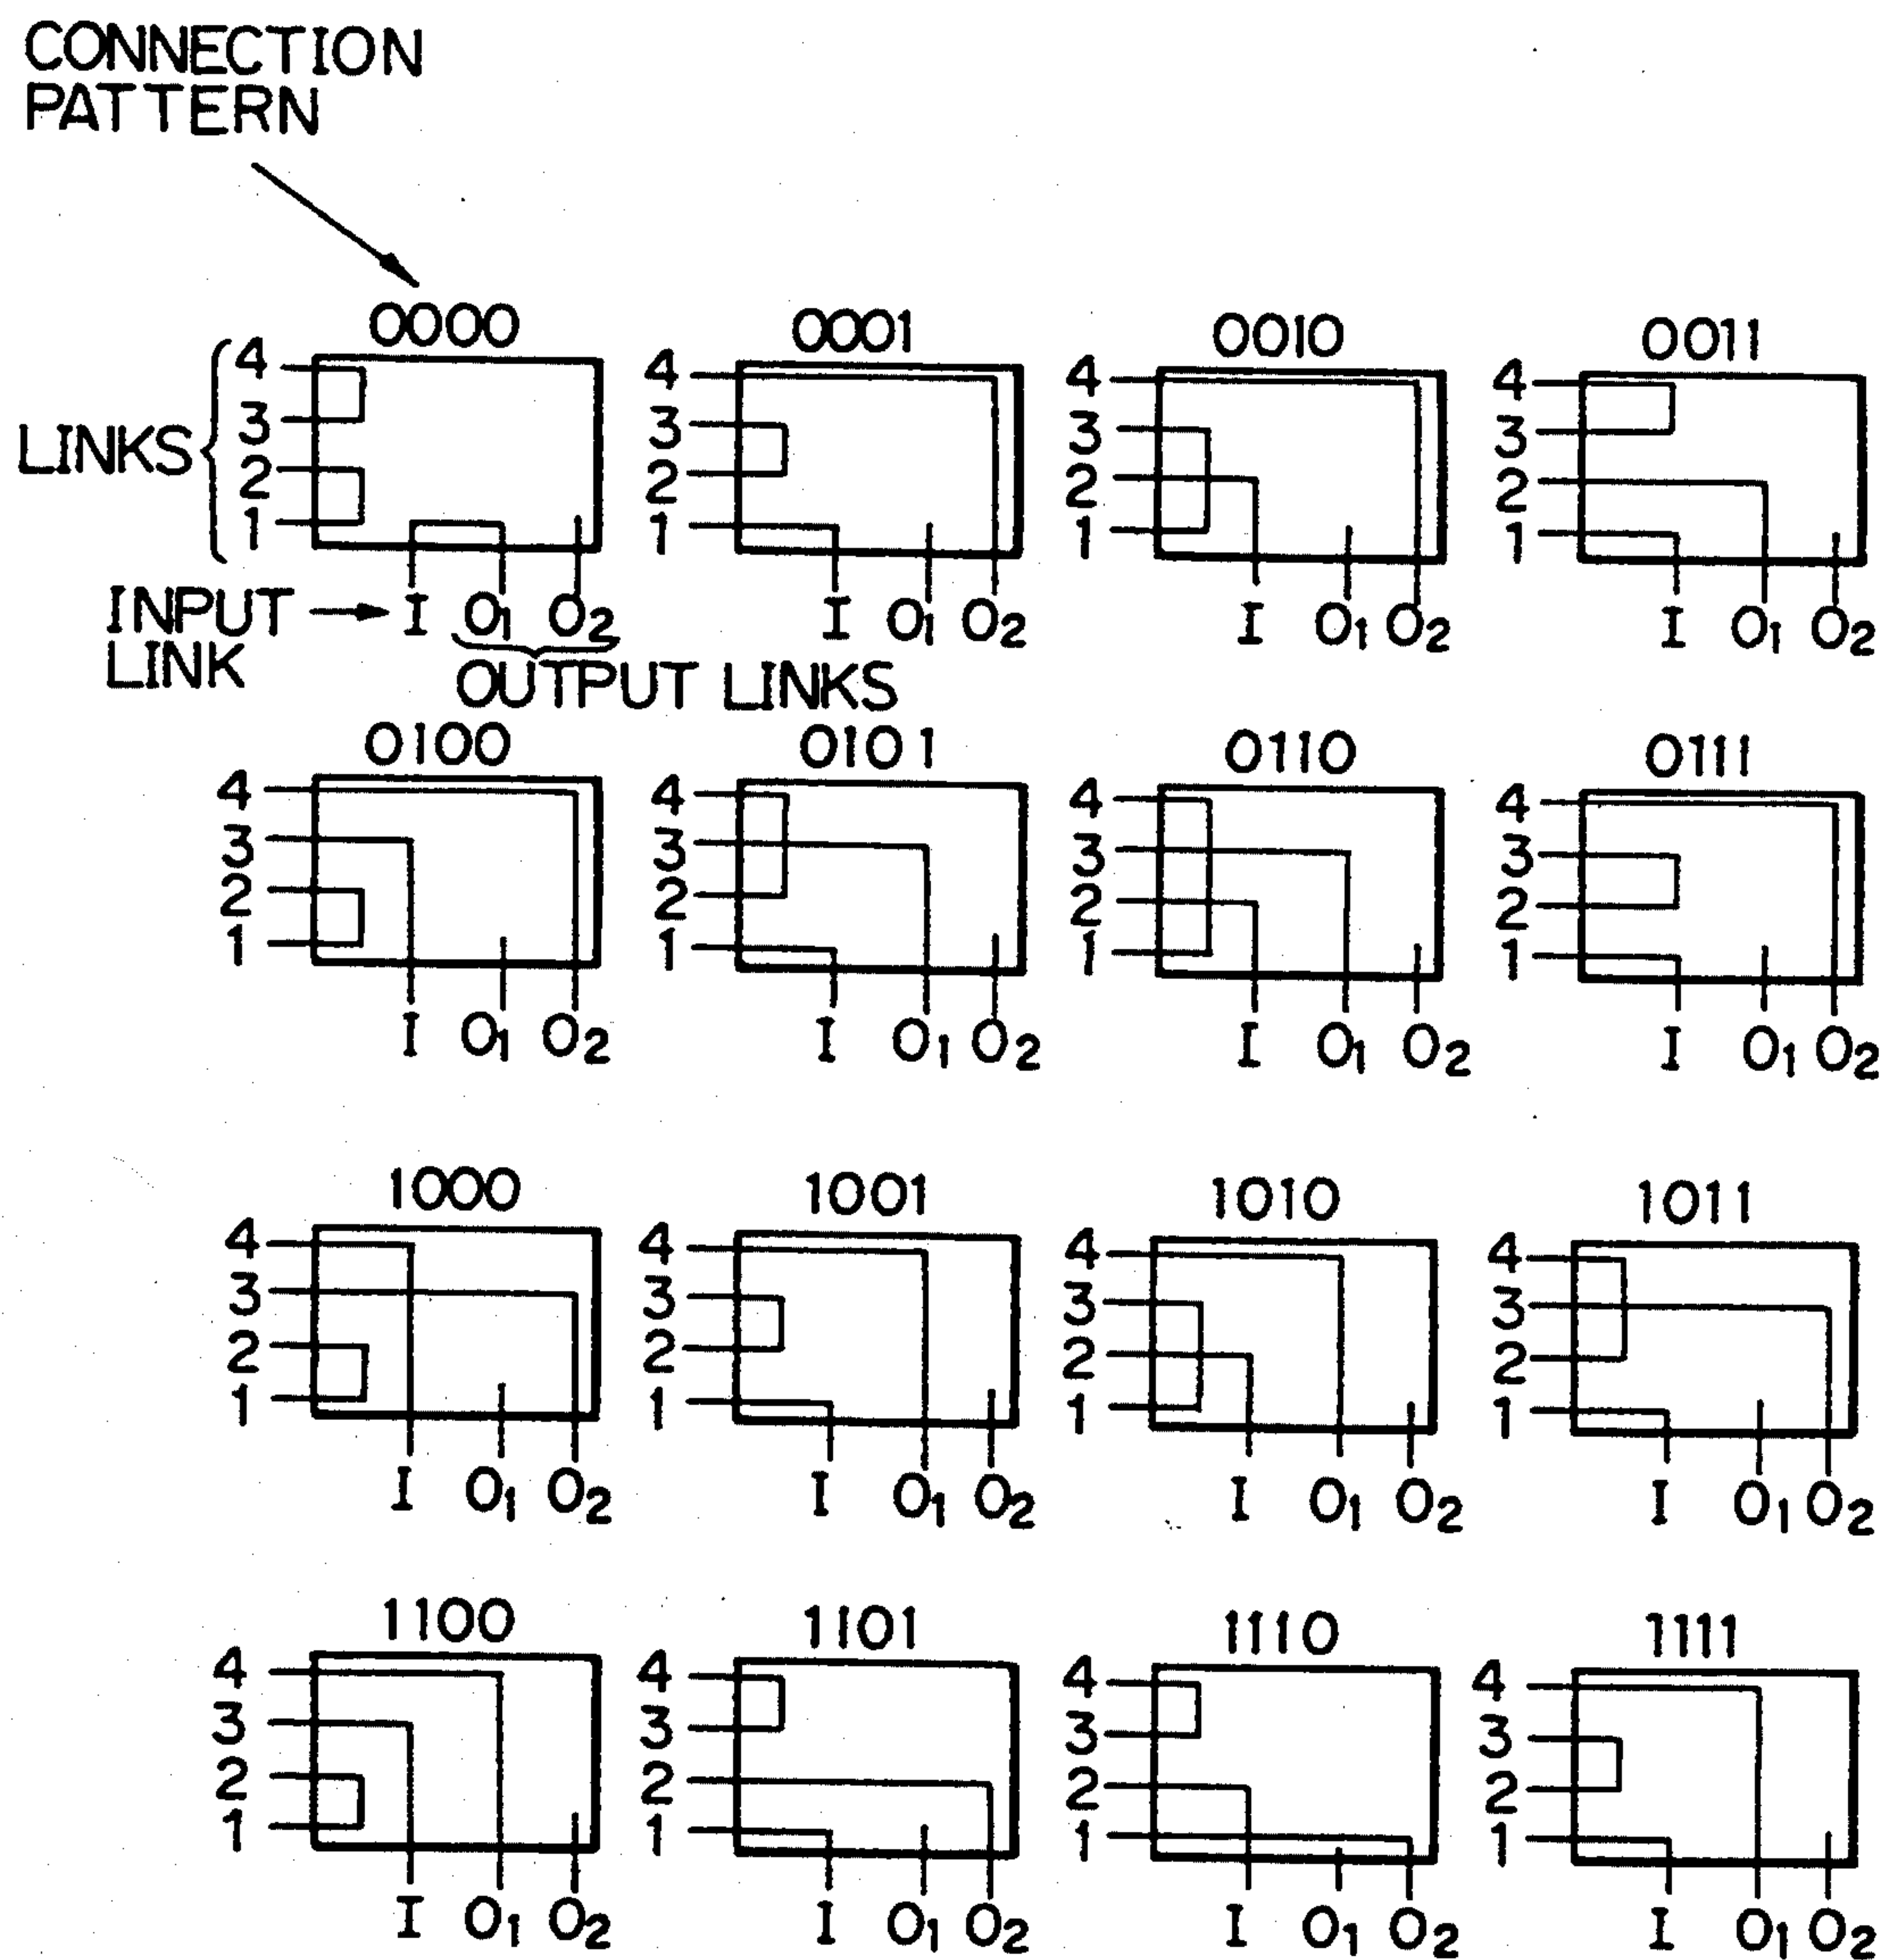 CONNECTION
PATTERN
0000 0001 0010 0011
4 4 4 4
3 3 3 3
LINKS
2 2 2 2
1 1 1 1
INPUT I O1 O2 I O1 O2 I O1 O2 I O1 O2
LINK
OUTPUT LINKS
0100 0101 0110 0111
4 4 4 4
3 3 3 3
2 2 2 2
1 1 1 1
I O1 O2 I O1 O2 I O1 O2 I O1 O2
1000 1001 1010 1011
4 4 4 4
3 3 3 3
2 2 2 2
1 1 1 1
I O1 O2 I O1 O2 I O1 O2 I O1 O2
1100 1101 1110 1111
4 4 4 4
3 3 3 3
2 2 2 2
1 1 1 1
I O1 O2 I O1 O2 I O1 O2 I O1 O2